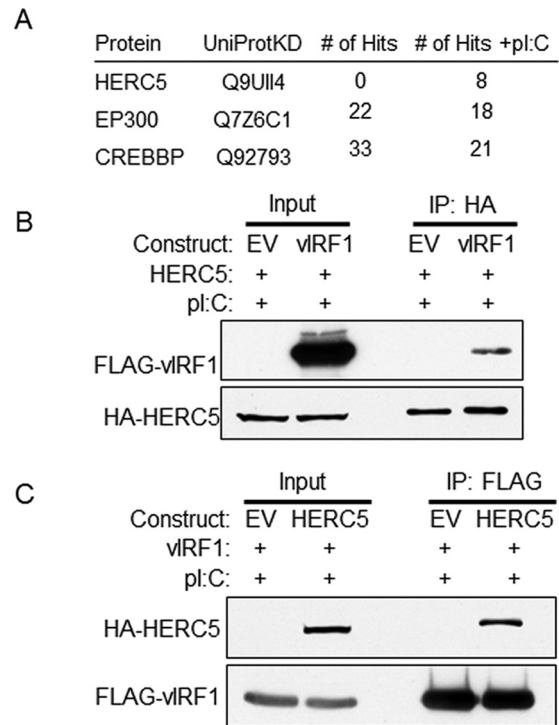 A
Protein UniProtKD # of Hits # of Hits +pI:C
HERC5 Q9UII4 0 8
EP300 Q7Z6C1 22 18
CREBBP Q92793 33 21
B
Input IP: HA
Construct: EV vIRF1 EV vIRF1
HERC5: + + + +
pI:C + + + +
FLAG-vIRF1
HA-HERC5
C
Input IP: FLAG
Construct: EV HERC5 EV HERC5
vIRF1: + + + +
pI:C + + + +
HA-HERC5
FLAG-vIRF1